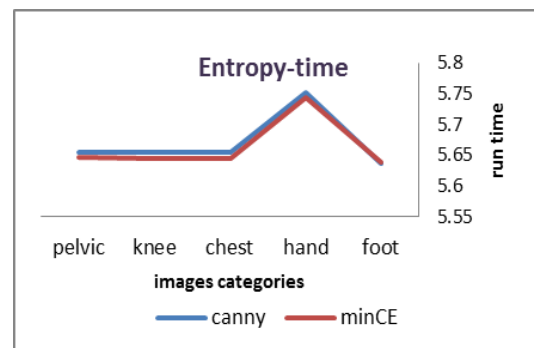 Entropy-time
5.8
5.75
5.7
5.65
5.6
5.55
run time
pelvic knee chest hand foot
images categories
canny minCE